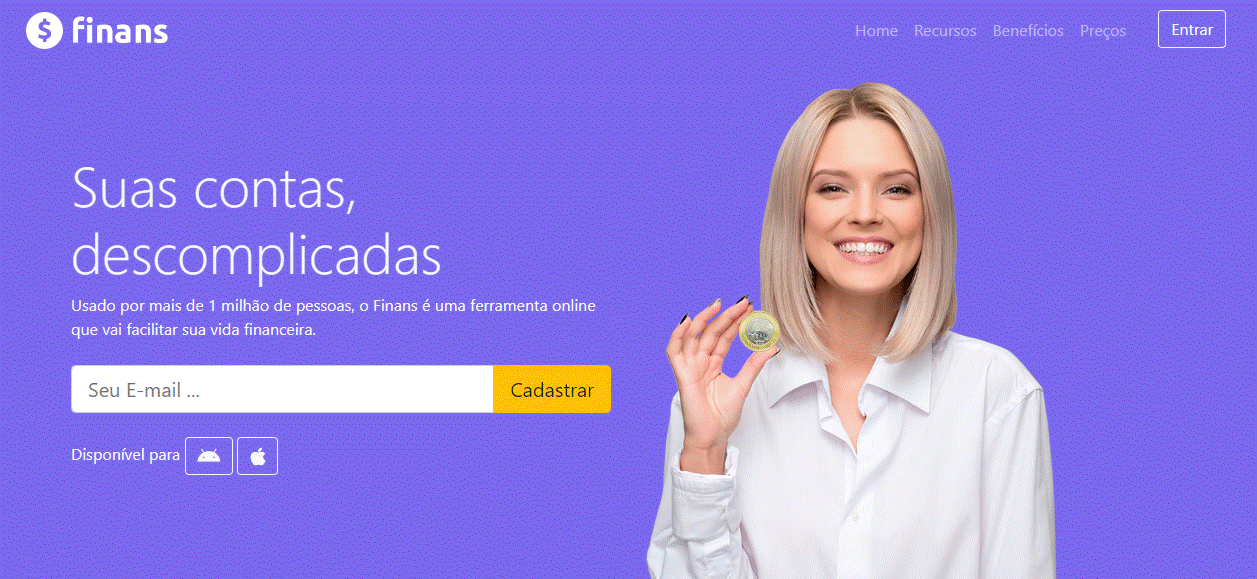 finans
Home Recursos Benefícios Preços Entrar
Suas contas,
descomplicadas
Usado por mais de 1 milhão de pessoas, o Finans é uma ferramenta online
que vai facilitar sua vida financeira.
Seu E-mail ... Cadastrar
Disponível para